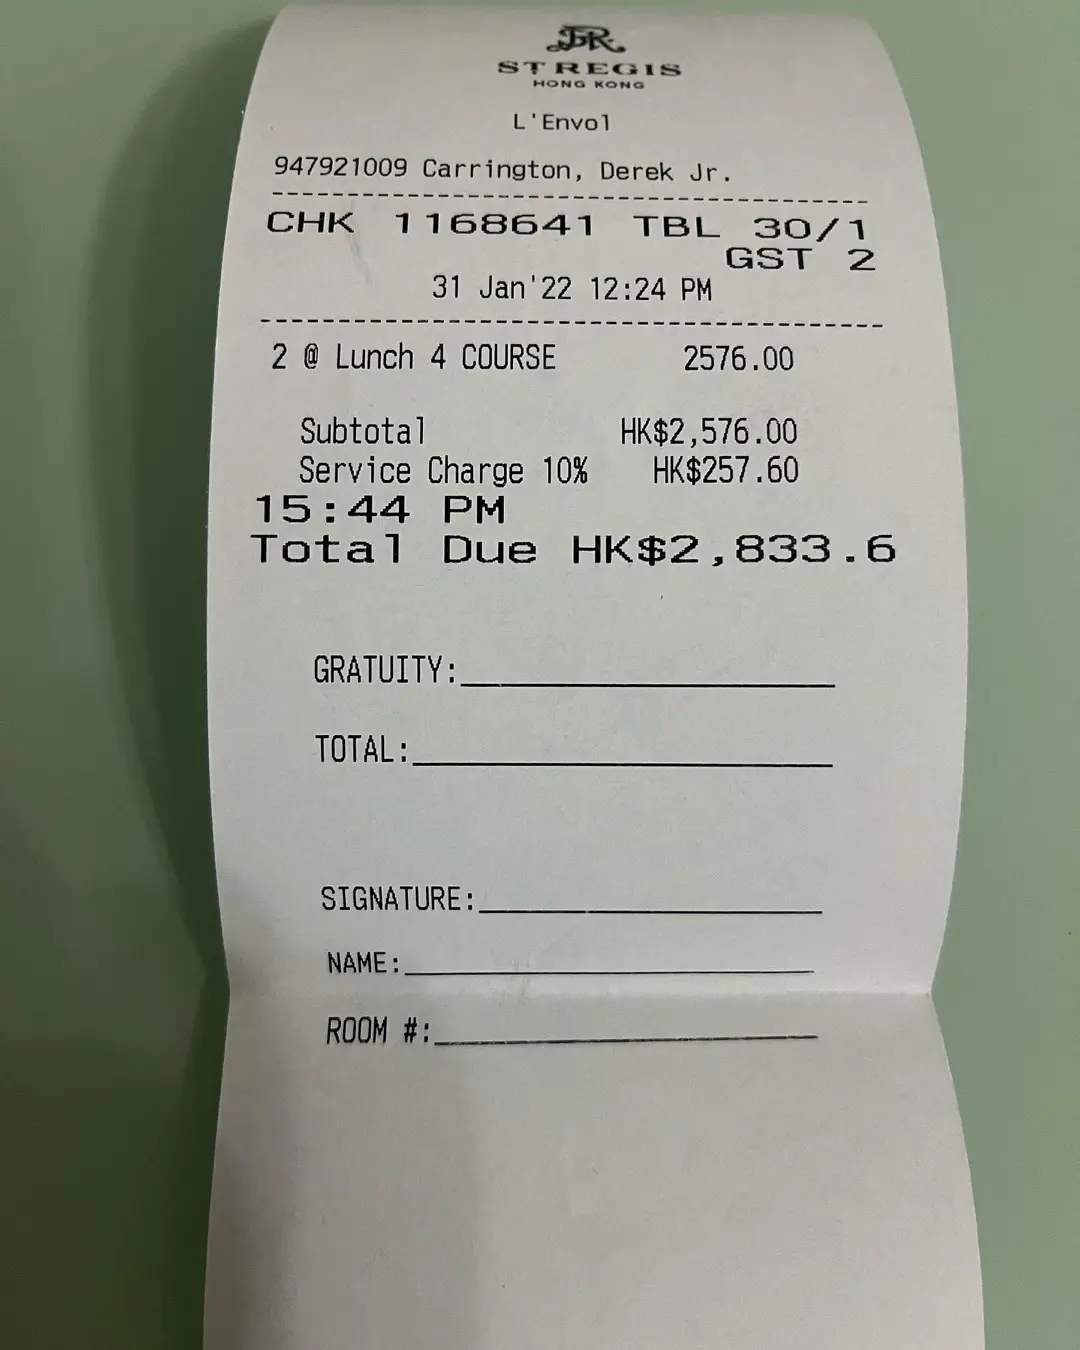 ST REGIS
HONG KONG
L'Envol
947921009 Carrington, Derek Jr.
CHK 1168641 TBL 30/1
GST 2
31 Jan'22 12:24 PM
2 @ Lunch 4 COURSE 2576.00
Subtotal HK$2,576.00
Service Charge 10% HK$257.60
15:44 PM
Total Due HK$2,833.6
GRATUITY:
TOTAL:
SIGNATURE:
NAME:
ROOM #: